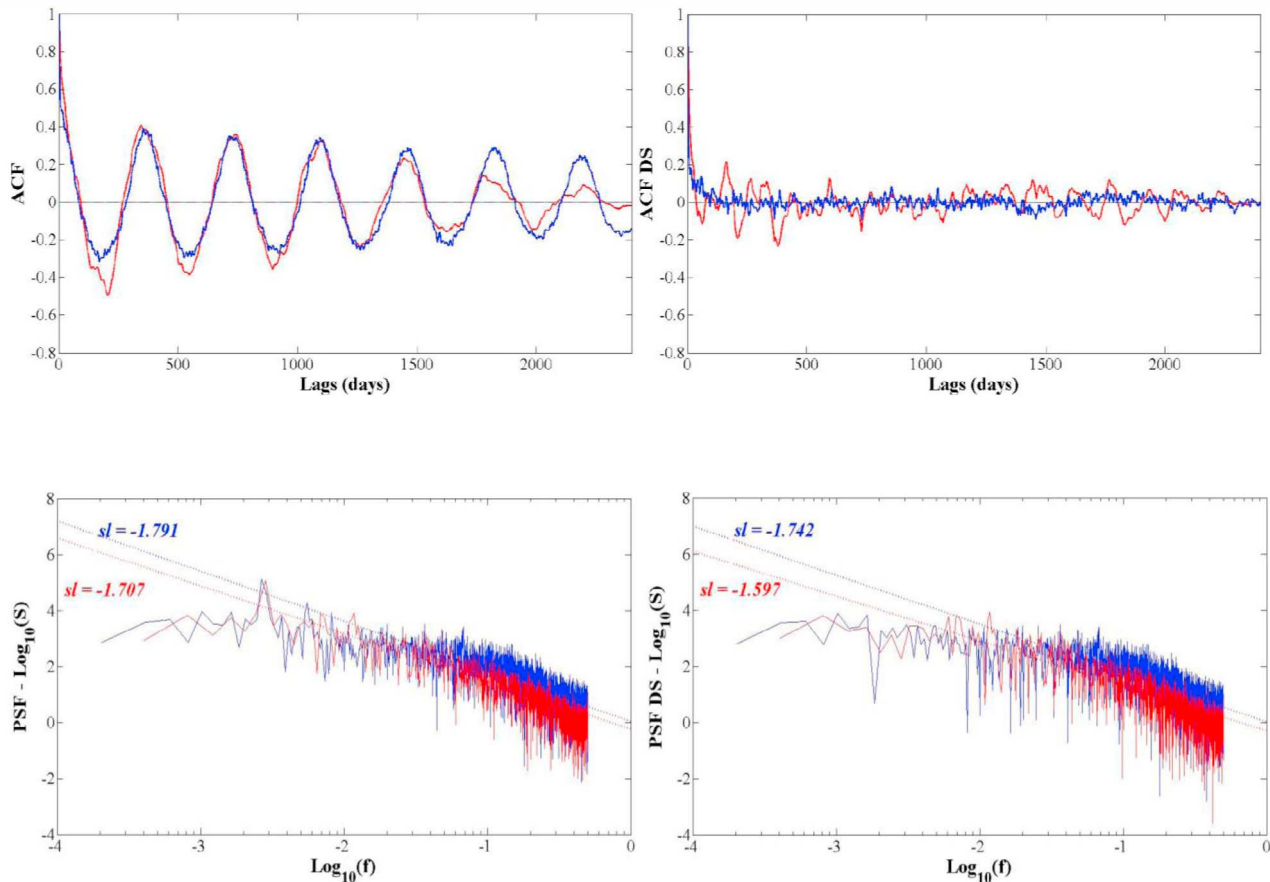 1
0.8
0.6
0.4
0.2
0
-0.2
-0.4
-0.6
-0.8
ACF
0 500 1000 1500 2000
Lags (days)
1
0.8
0.6
0.4
0.2
0
-0.2
-0.4
-0.6
-0.8
ACF DS
0 500 1000 1500 2000
Lags (days)
8
6
4
2
0
-2
-4
PSF - Log10(S)
sl = -1.791
sl = -1.707
-4 -3 -2 -1 0
Log10(f)
8
6
4
2
0
-2
-4
PSF DS - Log10(S)
sl = -1.742
sl = -1.597
-4 -3 -2 -1 0
Log10(f)